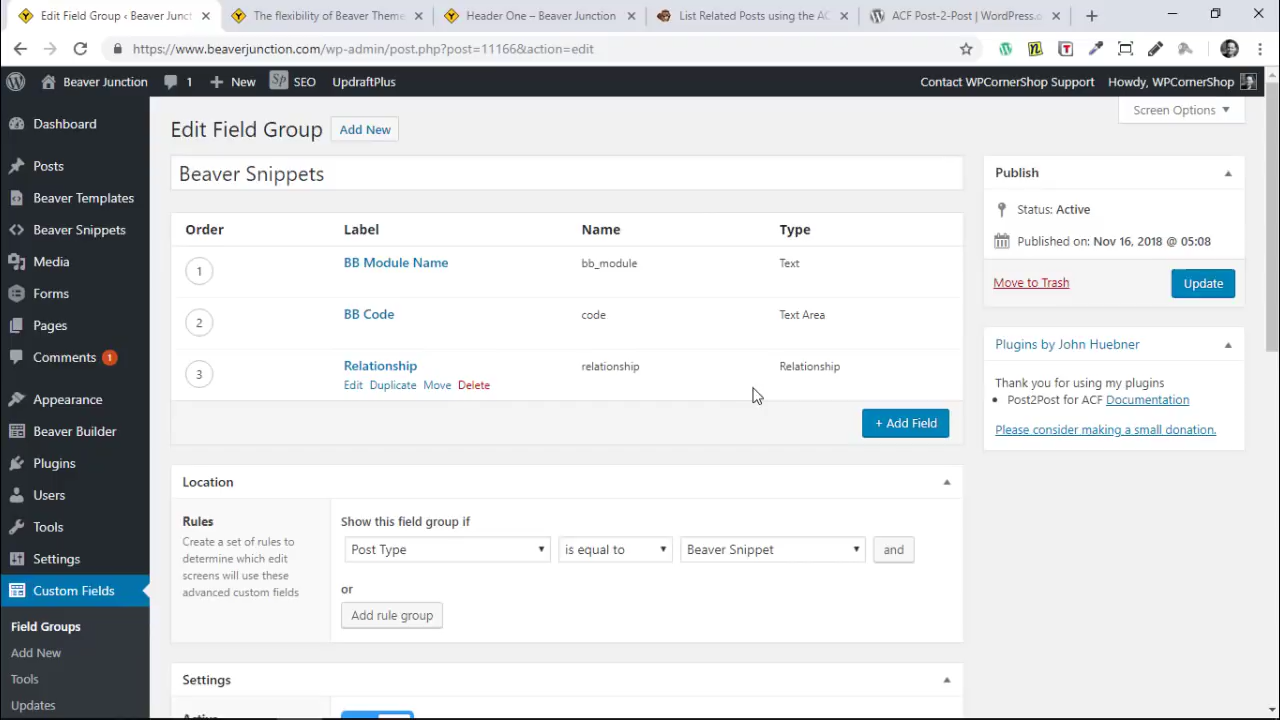 Edit Field Group ‹ Beaver Junct
The flexibility of Beaver Theme
Header One – Beaver Junction
List Related Posts using the AC
ACF Post-2-Post | WordPress.o
https://www.beaverjunction.com/wp-admin/post.php?post=11166&action=edit
Beaver Junction
1
New
SEO
UpdraftPlus
Contact WPCornerShop Support
Howdy, WPCornerShop
Screen Options
Dashboard
Posts
Beaver Templates
Beaver Snippets
Media
Forms
Pages
Comments 1
Appearance
Beaver Builder
Plugins
Users
Tools
Settings
Custom Fields
Field Groups
Add New
Tools
Updates
Edit Field Group
Add New
Beaver Snippets
Order Label Name Type
1 BB Module Name bb_module Text
2 BB Code code Text Area
3 Relationship relationship Relationship
Edit Duplicate Move Delete
+ Add Field
Location
Rules
Create a set of rules to
determine which edit
screens will use these
advanced custom fields
Show this field group if
Post Type is equal to Beaver Snippet and
or
Add rule group
Settings
Active
Publish
Status: Active
Published on: Nov 16, 2018 @ 05:08
Move to Trash
Update
Plugins by John Huebner
Thank you for using my plugins
Post2Post for ACF Documentation
Please consider making a small donation.